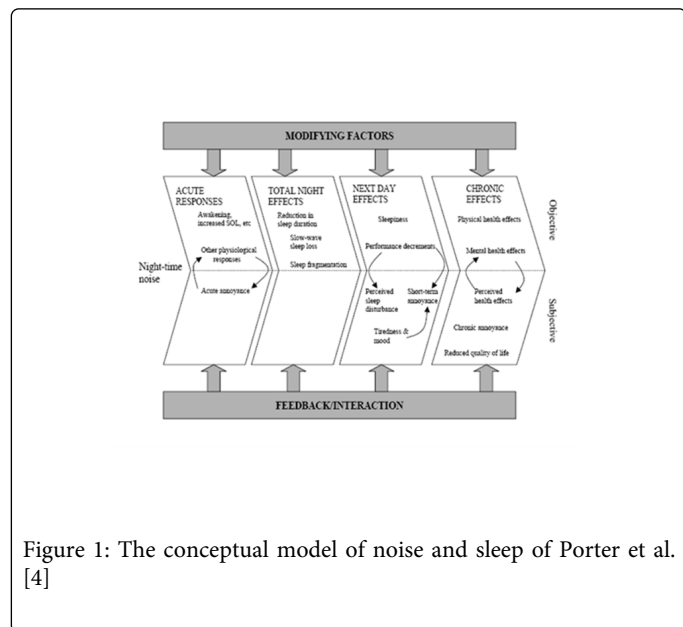 MODIFYING FACTORS
ACUTE
RESPONSES
Awakening,
increased SOL, etc
Other physiological
responses
Acute annoyance
TOTAL NIGHT
EFFECTS
Reduction in
sleep duration
Slow-wave
sleep loss
Sleep fragmentation
NEXT DAY
EFFECTS
Sleepiness
Performance decrements
Perceived
sleep
disturbance
Short-term
annoyance
Tiredness &
mood
CHRONIC
EFFECTS
Physical health effects
Mental health effects
Perceived
health effects
Chronic annoyance
Reduced quality of life
Night-time
noise
Objective
Subjective
FEEDBACK/INTERACTION
Figure 1: The conceptual model of noise and sleep of Porter et al.
[4]